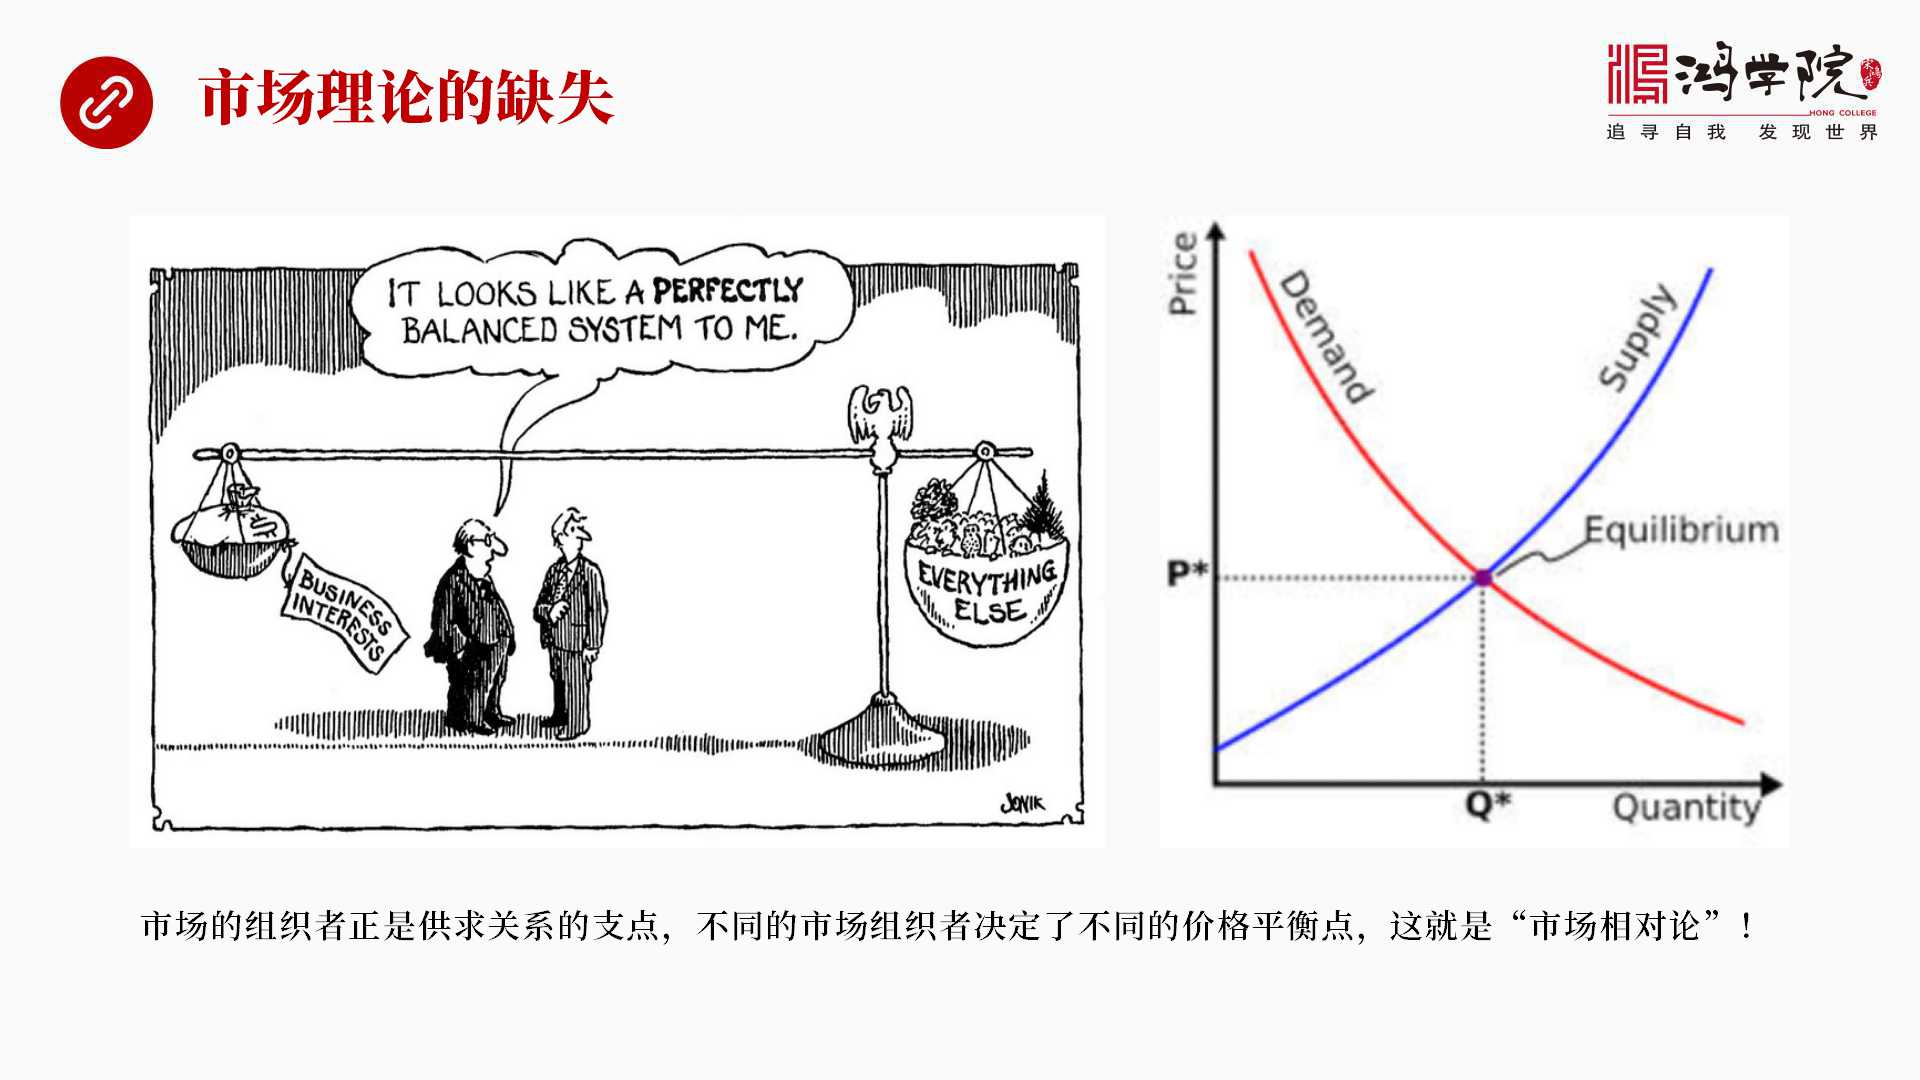 市场理论的缺失
鸿学院
HONG COLLEGE
追寻自我 发现世界
IT LOOKS LIKE A PERFECTLY
BALANCED SYSTEM TO ME.
BUSINESS
INTERESTS
EVERYTHING
ELSE
JONIK
Price
Demand
Supply
Equilibrium
P*
Q*
Quantity
市场的组织者正是供求关系的支点，不同的市场组织者决定了不同的价格平衡点，这就是“市场相对论”！